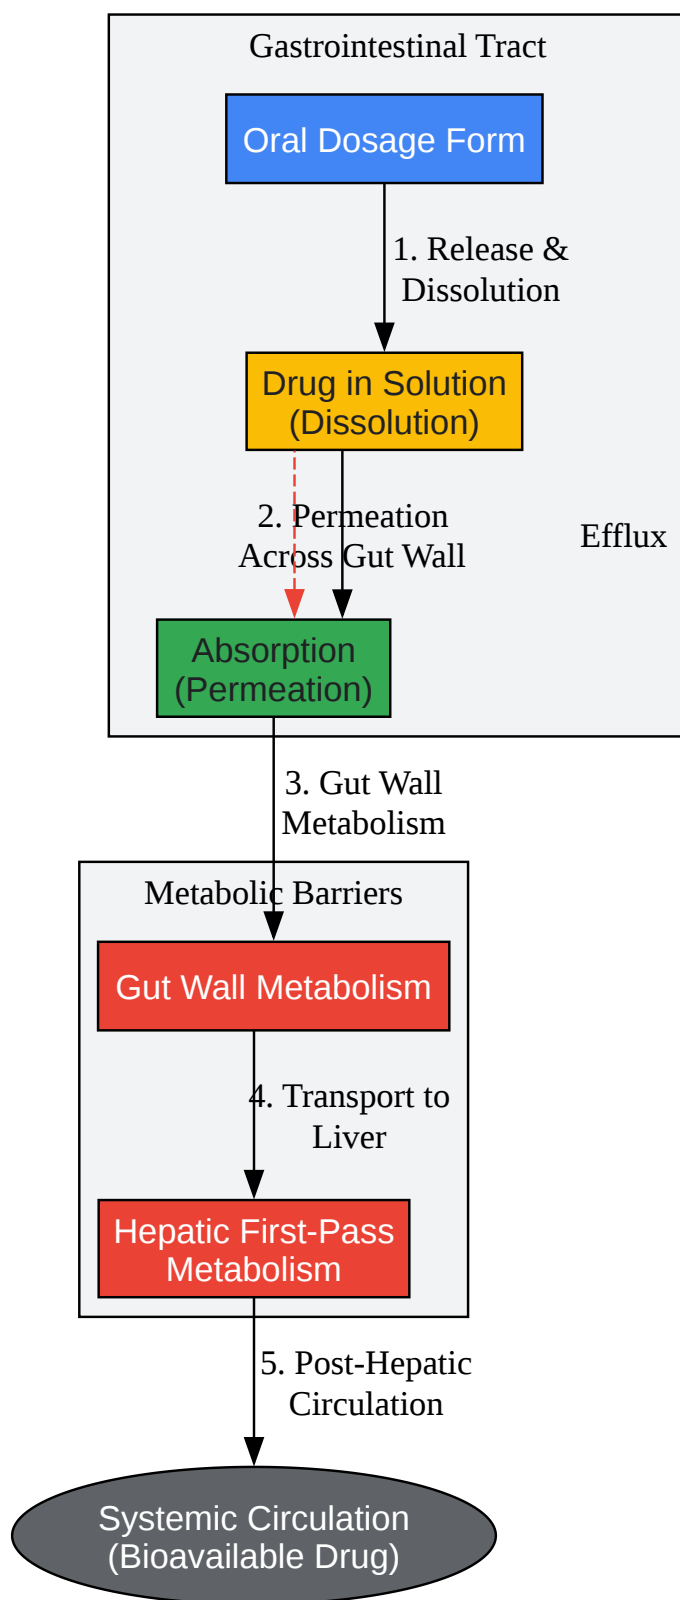 Gastrointestinal Tract
Oral Dosage Form
1. Release &
Dissolution
Drug in Solution
(Dissolution)
2. Permeation
Across Gut Wall
Efflux
Absorption
(Permeation)
3. Gut Wall
Metabolism
Metabolic Barriers
Gut Wall Metabolism
4. Transport to
Liver
Hepatic First-Pass
Metabolism
5. Post-Hepatic
Circulation
Systemic Circulation
(Bioavailable Drug)